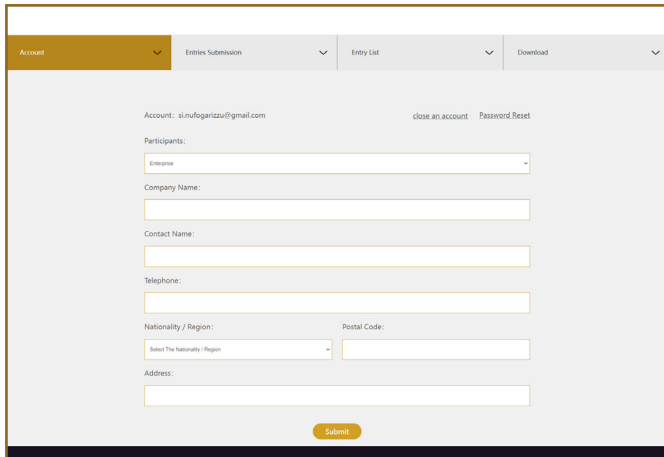 Account
Entries Submission
Entry List
Download
Account: si.nufogarizzu@gmail.com
close an account
Password Reset
Participants:
Enterprise
Company Name:
Contact Name:
Telephone:
Nationality / Region:
Postal Code:
Select The Nationality / Region
Address:
Submit